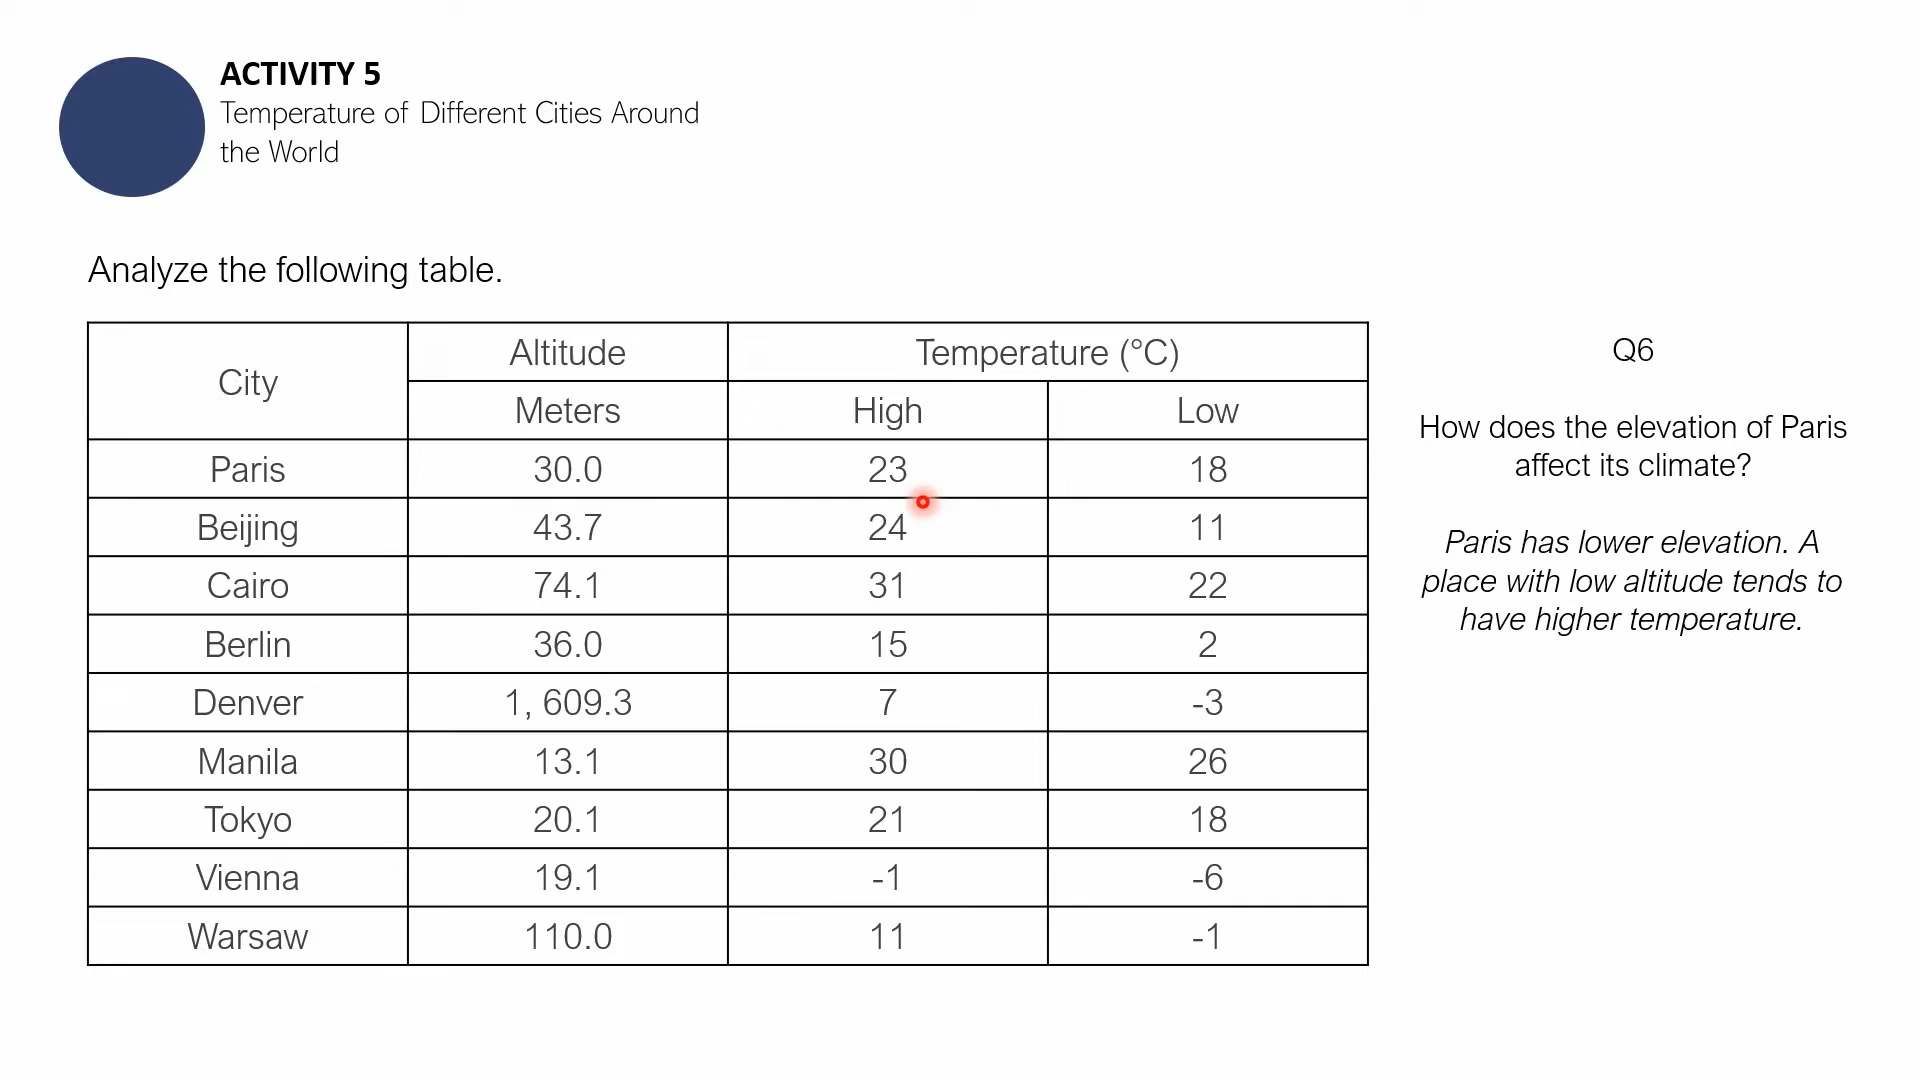 ACTIVITY 5
Temperature of Different Cities Around
the World
Analyze the following table.
City Altitude Temperature (°C)
Meters High Low
Paris 30.0 23 18
Beijing 43.7 24 11
Cairo 74.1 31 22
Berlin 36.0 15 2
Denver 1, 609.3 7 -3
Manila 13.1 30 26
Tokyo 20.1 21 18
Vienna 19.1 -1 -6
Warsaw 110.0 11 -1
Q6
How does the elevation of Paris
affect its climate?
Paris has lower elevation. A
place with low altitude tends to
have higher temperature.